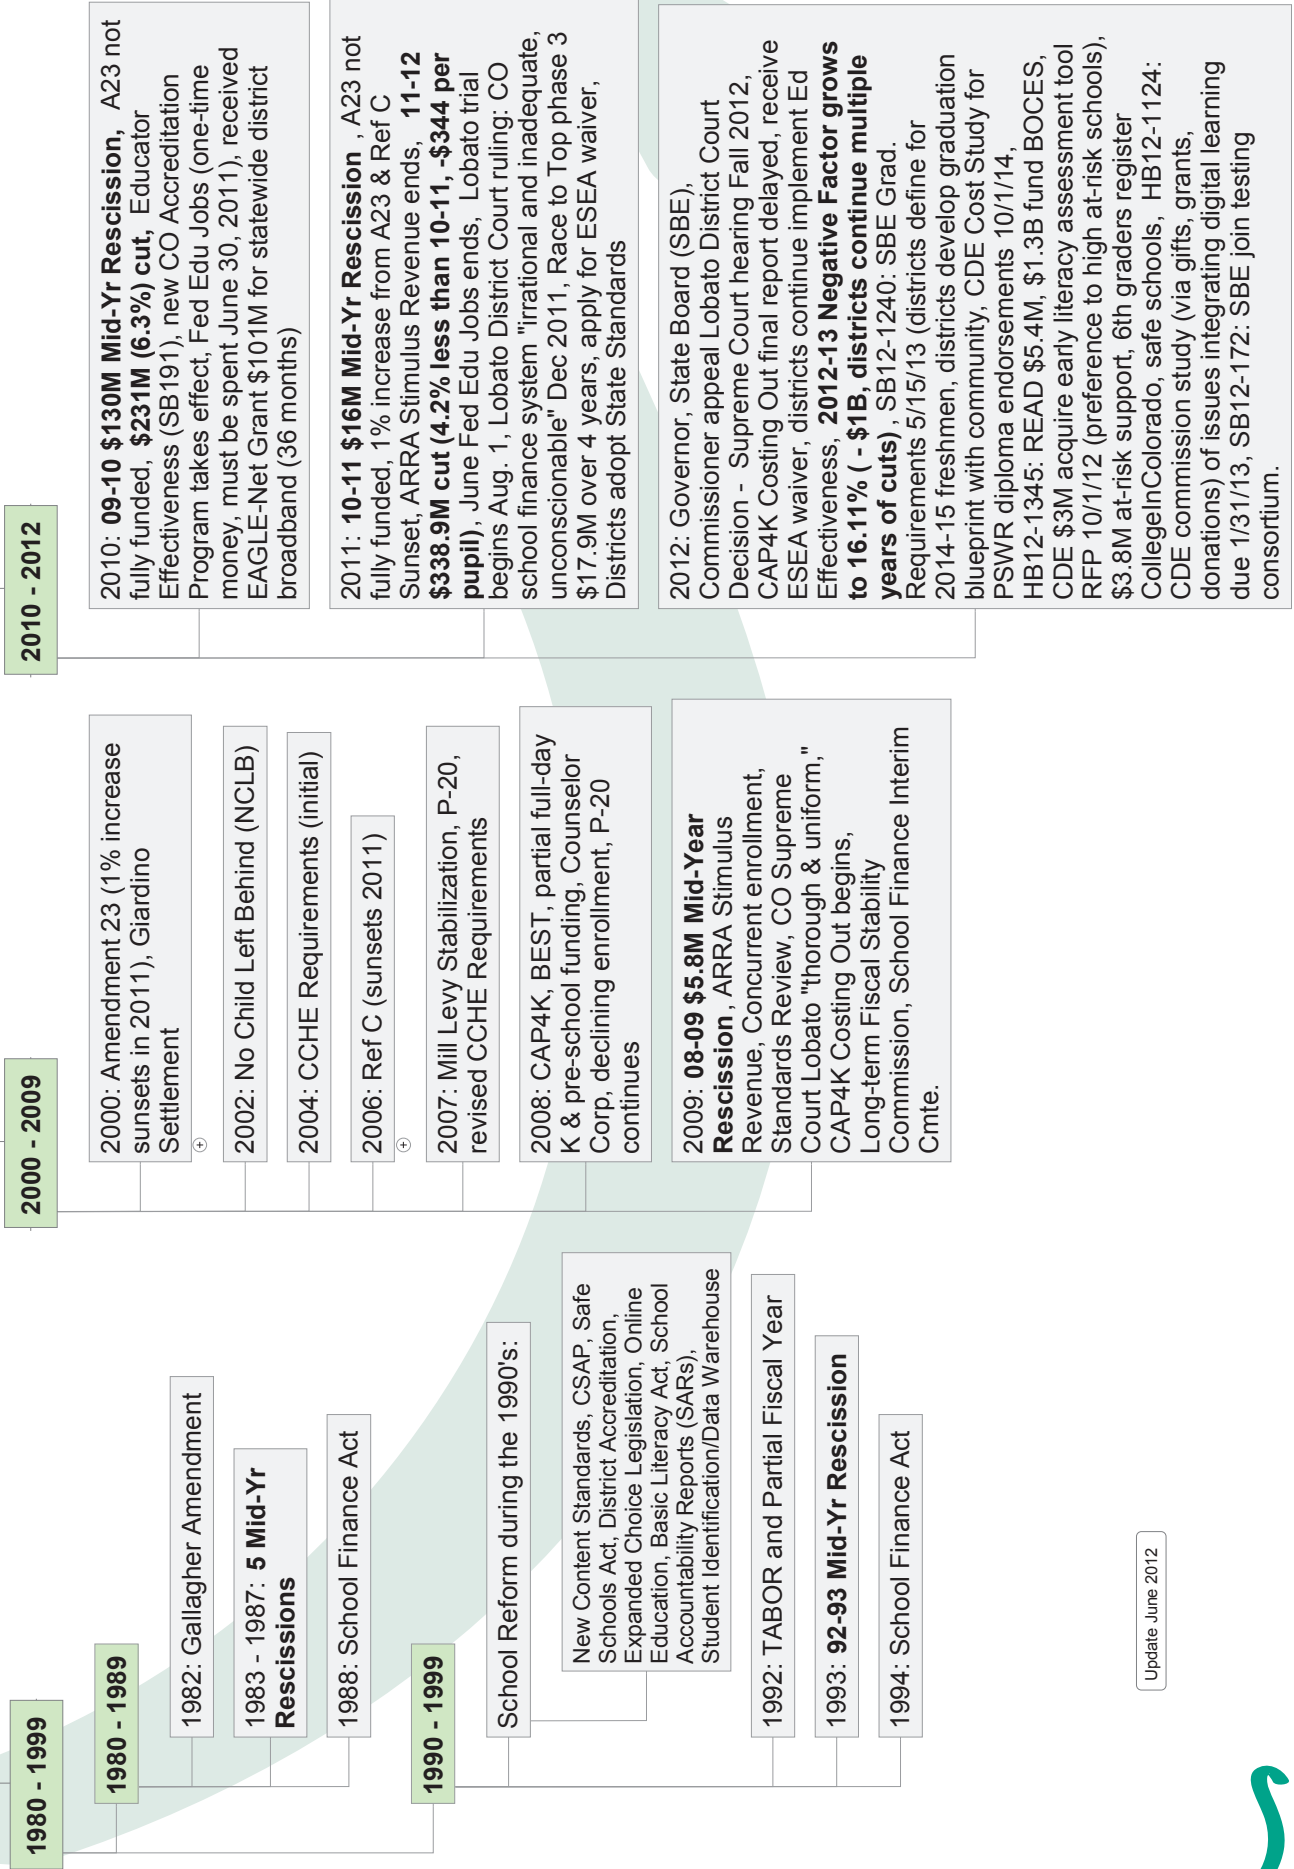 1980 - 1999
1980 - 1989
1982: Gallagher Amendment
1983 - 1987: 5 Mid-Yr
Rescissions
1988: School Finance Act
1990 - 1999
School Reform during the 1990's:
New Content Standards, CSAP, Safe
Schools Act, District Accreditation,
Expanded Choice Legislation, Online
Education, Basic Literacy Act, School
Accountability Reports (SARs),
Student Identification/Data Warehouse
1992: TABOR and Partial Fiscal Year
1993: 92-93 Mid-Yr Rescission
1994: School Finance Act
2000 - 2009
2000: Amendment 23 (1% increase
sunsets in 2011), Giardino
Settlement
2002: No Child Left Behind (NCLB)
2004: CCHE Requirements (initial)
2006: Ref C (sunsets 2011)
2007: Mill Levy Stabilization, P-20,
revised CCHE Requirements
2008: CAP4K, BEST, partial full-day
K & pre-school funding, Counselor
Corp, declining enrollment, P-20
continues
2009: 08-09 $5.8M Mid-Year
Rescission , ARRA Stimulus
Revenue, Concurrent enrollment,
Standards Review, CO Supreme
Court Lobato "thorough & uniform,"
CAP4K Costing Out begins,
Long-term Fiscal Stability
Commission, School Finance Interim
Cmte.
2010 - 2012
2010: 09-10 $130M Mid-Yr Rescission, A23 not
fully funded, $231M (6.3%) cut, Educator
Effectiveness (SB191), new CO Accreditation
Program takes effect, Fed Edu Jobs (one-time
money, must be spent June 30, 2011), received
EAGLE-Net Grant $101M for statewide district
broadband (36 months)
2011: 10-11 $16M Mid-Yr Rescission , A23 not
fully funded, 1% increase from A23 & Ref C
Sunset, ARRA Stimulus Revenue ends, 11-12
$338.9M cut (4.2% less than 10-11, -$344 per
pupil), June Fed Edu Jobs ends, Lobato trial
begins Aug. 1, Lobato District Court ruling: CO
school finance system "irrational and inadequate,
unconscionable" Dec 2011, Race to Top phase 3
$17.9M over 4 years, apply for ESEA waiver,
Districts adopt State Standards
2012: Governor, State Board (SBE),
Commissioner appeal Lobato District Court
Decision - Supreme Court hearing Fall 2012,
CAP4K Costing Out final report delayed, receive
ESEA waiver, districts continue implement Ed
Effectiveness, 2012-13 Negative Factor grows
to 16.11% ( - $1B, districts continue multiple
years of cuts), SB12-1240: SBE Grad.
Requirements 5/15/13 (districts define for
2014-15 freshmen, districts develop graduation
blueprint with community, CDE Cost Study for
PSWR diploma endorsements 10/1/14,
HB12-1345: READ $5.4M, $1.3B fund BOCES,
CDE $3M acquire early literacy assessment tool
RFP 10/1/12 (preference to high at-risk schools),
$3.8M at-risk support, 6th graders register
CollegeInColorado, safe schools, HB12-1124:
CDE commission study (via gifts, grants,
donations) of issues integrating digital learning
due 1/31/13, SB12-172: SBE join testing
consortium.
Update June 2012